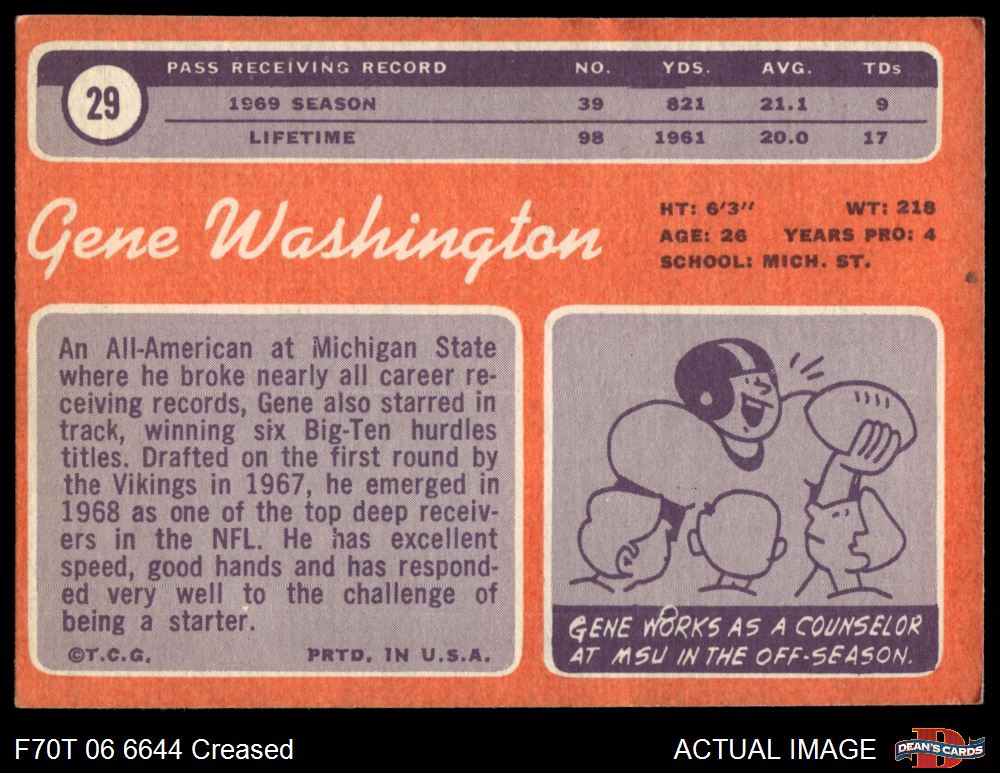 PASS RECEIVING RECORD NO. YDS. AVG. TDs
29
1969 SEASON 39 821 21.1 9
LIFETIME 98 1961 20.0 17
Gene Washington
HT: 6'3" WT: 218
AGE: 26 YEARS PRO: 4
SCHOOL: MICH. ST.
An All-American at Michigan State
where he broke nearly all career re-
ceiving records, Gene also starred in
track, winning six Big-Ten hurdles
titles. Drafted on the first round by
the Vikings in 1967, he emerged in
1968 as one of the top deep receiv-
ers in the NFL. He has excellent
speed, good hands and has respond-
ed very well to the challenge of
being a starter.
©T.C.G. PRTD. IN U.S.A.
GENE WORKS AS A COUNSELOR
AT MSU IN THE OFF-SEASON.
F70T 06 6644 Creased
ACTUAL IMAGE
D
DEAN'S CARDS